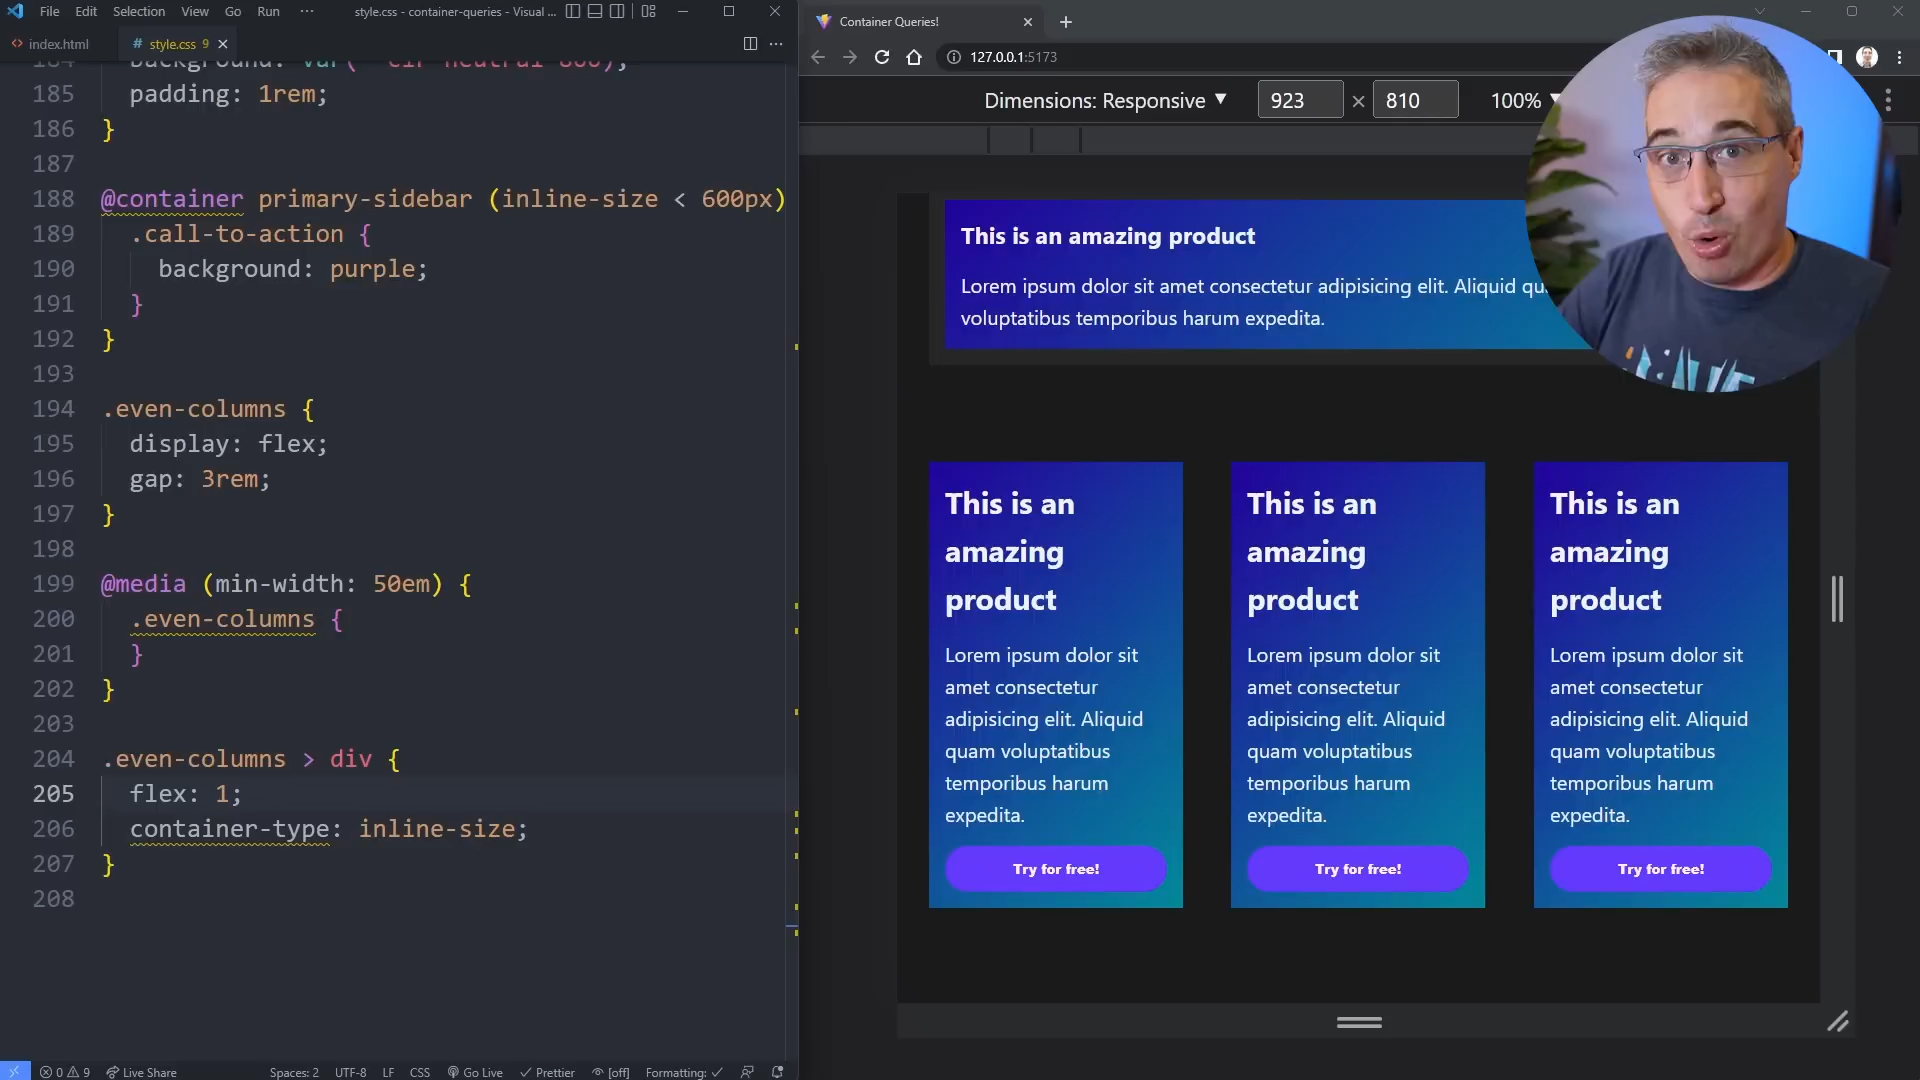 File Edit Selection View Go Run ··· style.css - container-queries - Visual ...
index.html # style.css 9
185 padding: 1rem;
186 }
187
188 @container primary-sidebar (inline-size < 600px)
189 .call-to-action {
190 background: purple;
191 }
192 }
193
194 .even-columns {
195 display: flex;
196 gap: 3rem;
197 }
198
199 @media (min-width: 50em) {
200 .even-columns {
201 }
202 }
203
204 .even-columns > div {
205 flex: 1;
206 container-type: inline-size;
207 }
208
0 9 Live Share Spaces: 2 UTF-8 LF CSS Go Live Prettier [off] Formatting:
Container Queries!
127.0.0.1:5173
Dimensions: Responsive 923 × 810 100%
This is an amazing product
Lorem ipsum dolor sit amet consectetur adipisicing elit. Aliquid
voluptatibus temporibus harum expedita.
This is an
amazing
product
Lorem ipsum dolor sit
amet consectetur
adipisicing elit. Aliquid
quam voluptatibus
temporibus harum
expedita.
Try for free!
This is an
amazing
product
Lorem ipsum dolor sit
amet consectetur
adipisicing elit. Aliquid
quam voluptatibus
temporibus harum
expedita.
Try for free!
This is an
amazing
product
Lorem ipsum dolor sit
amet consectetur
adipisicing elit. Aliquid
quam voluptatibus
temporibus harum
expedita.
Try for free!